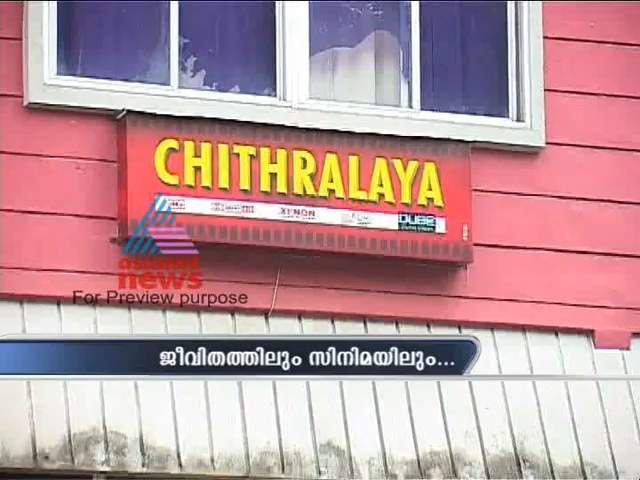 CHITHRALAYA
XENON
asianet
news
For Preview purpose
ജീവിതത്തിലും സിനിമയിലും...